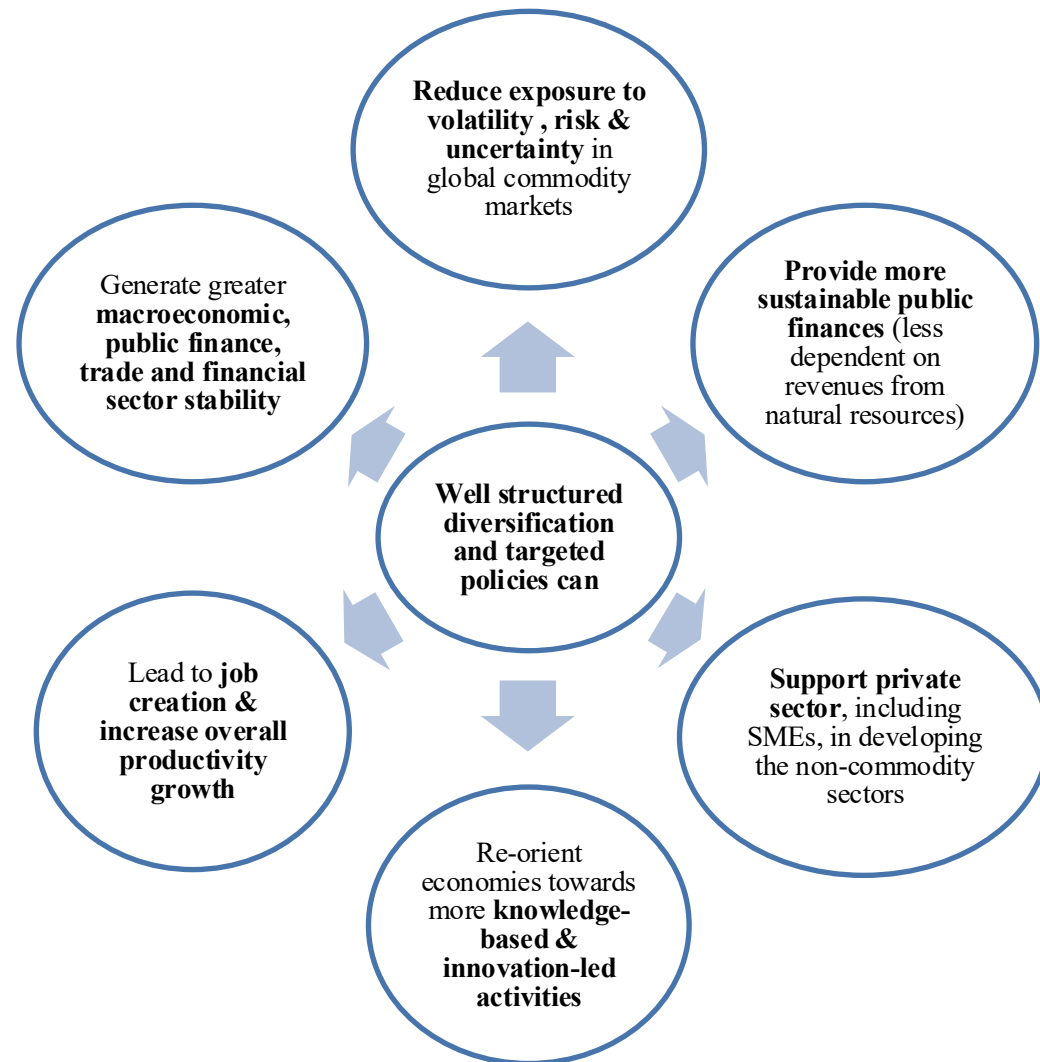 Reduce exposure to
volatility , risk &
uncertainty in
global commodity
markets
Provide more
sustainable public
finances (less
dependent on
revenues from
natural resources)
Support private
sector, including
SMEs, in developing
the non-commodity
sectors
Re-orient
economies towards
more knowledge-
based &
innovation-led
activities
Lead to job
creation &
increase overall
productivity
growth
Generate greater
macroeconomic,
public finance,
trade and financial
sector stability
Well structured
diversification
and targeted
policies can